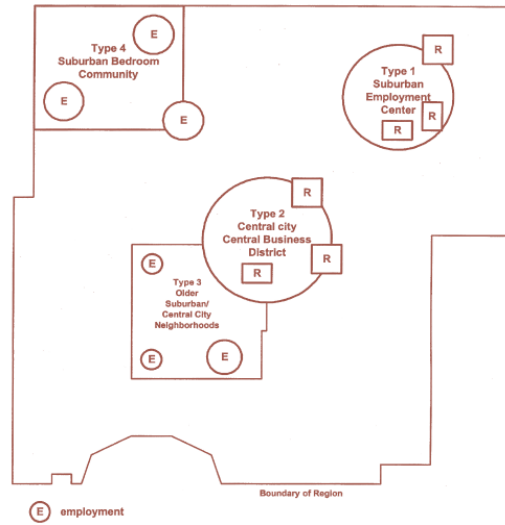 E
Type 4
Suburban Bedroom
Community
E
E
R
Type 1
Suburban
Employment
Center
R
R
R
Type 2
Central city
Central Business
District
R
R
E
Type 3
Older
Suburban/
Central City
Neighborhoods
E
E
Boundary of Region
E employment